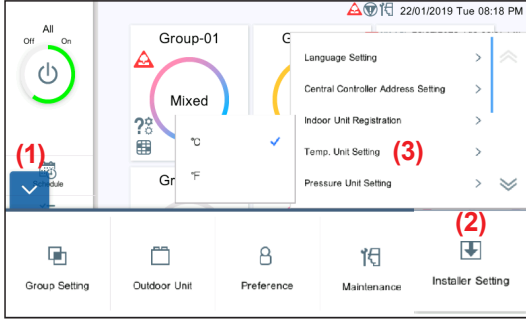 22/01/2019 Tue 08:18 PM
All
Off
On
Group-01
G
Mixed
Language Setting
Central Controller Address Setting
Indoor Unit Registration
Temp. Unit Setting
(3)
Pressure Unit Setting
°C
°F
(1)
Schedule
Gr
(2)
Group Setting
Outdoor Unit
Preference
Maintenance
Installer Setting